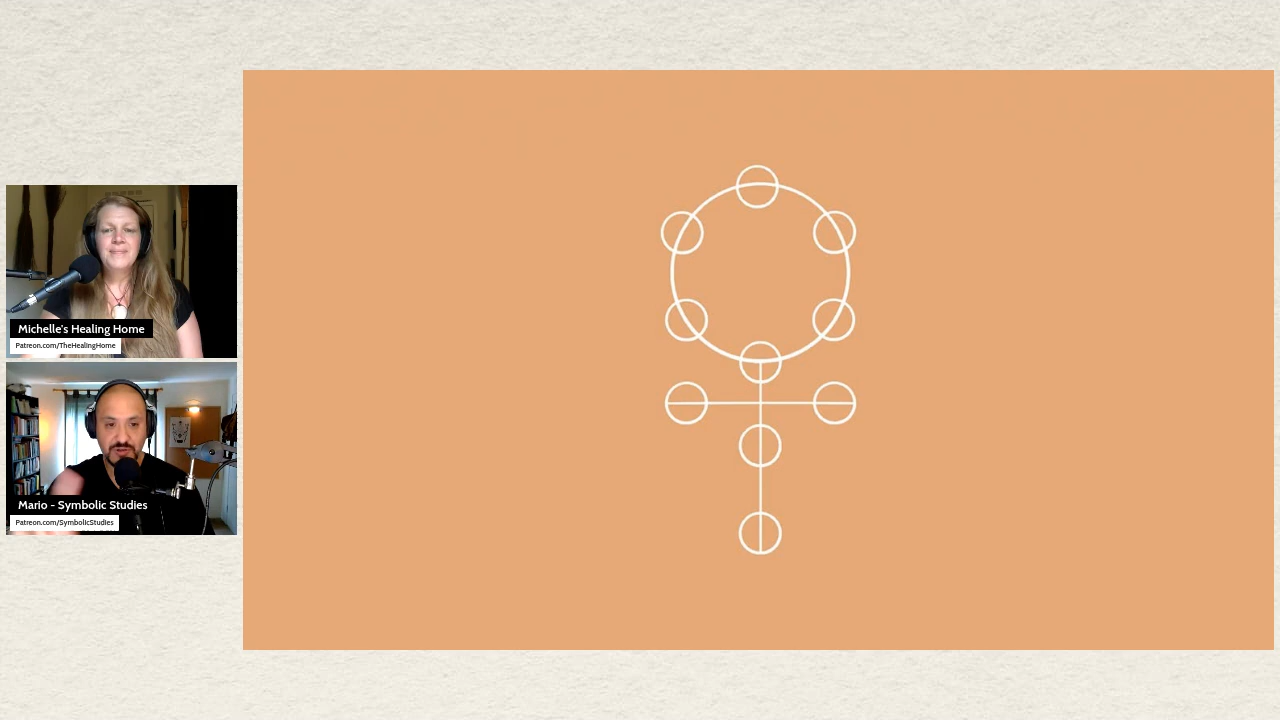 Michelle's Healing Home
Patreon.com/TheHealingHome
Mario - Symbolic Studies
Patreon.com/SymbolicStudies